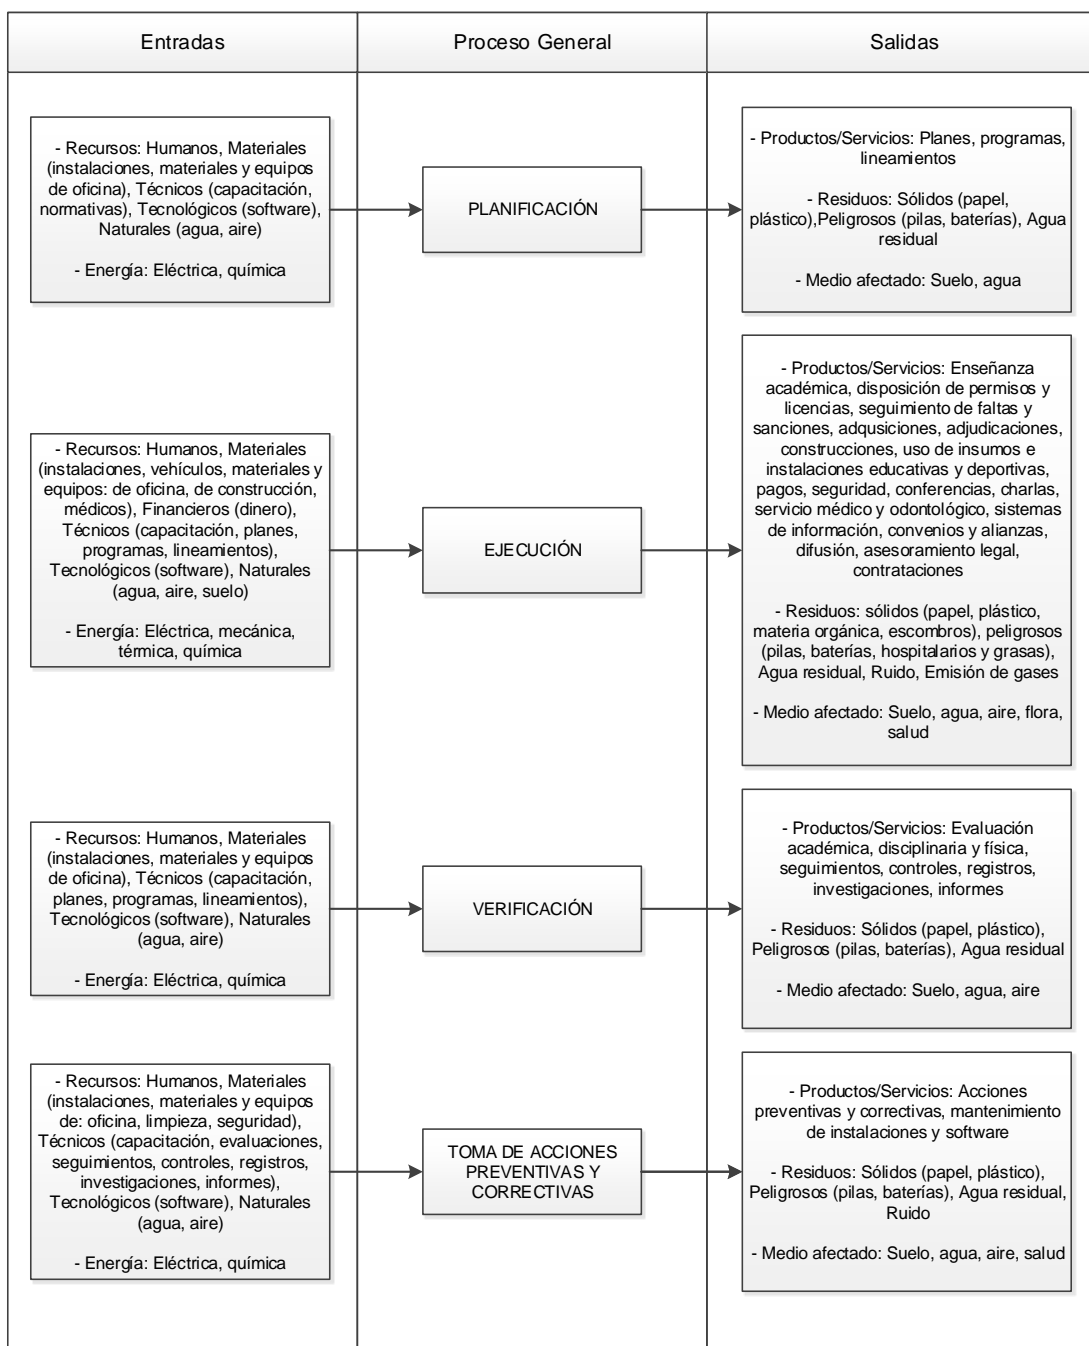 Entradas
Proceso General
Salidas
- Recursos: Humanos, Materiales
(instalaciones, materiales y equipos
de oficina), Técnicos (capacitación,
normativas), Tecnológicos (software),
Naturales (agua, aire)
- Energía: Eléctrica, química
PLANIFICACIÓN
- Productos/Servicios: Planes, programas,
lineamientos
- Residuos: Sólidos (papel,
plástico),Peligrosos (pilas, baterías), Agua
residual
- Medio afectado: Suelo, agua
- Recursos: Humanos, Materiales
(instalaciones, vehículos, materiales y
equipos: de oficina, de construcción,
médicos), Financieros (dinero),
Técnicos (capacitación, planes,
programas, lineamientos),
Tecnológicos (software), Naturales
(agua, aire, suelo)
- Energía: Eléctrica, mecánica,
térmica, química
EJECUCIÓN
- Productos/Servicios: Enseñanza
académica, disposición de permisos y
licencias, seguimiento de faltas y
sanciones, adqusiciones, adjudicaciones,
construcciones, uso de insumos e
instalaciones educativas y deportivas,
pagos, seguridad, conferencias, charlas,
servicio médico y odontológico, sistemas
de información, convenios y alianzas,
difusión, asesoramiento legal,
contrataciones
- Residuos: sólidos (papel, plástico,
materia orgánica, escombros), peligrosos
(pilas, baterías, hospitalarios y grasas),
Agua residual, Ruido, Emisión de gases
- Medio afectado: Suelo, agua, aire, flora,
salud
- Recursos: Humanos, Materiales
(instalaciones, materiales y equipos
de oficina), Técnicos (capacitación,
planes, programas, lineamientos),
Tecnológicos (software), Naturales
(agua, aire)
- Energía: Eléctrica, química
VERIFICACIÓN
- Productos/Servicios: Evaluación
académica, disciplinaria y física,
seguimientos, controles, registros,
investigaciones, informes
- Residuos: Sólidos (papel, plástico),
Peligrosos (pilas, baterías), Agua residual
- Medio afectado: Suelo, agua, aire
- Recursos: Humanos, Materiales
(instalaciones, materiales y equipos
de: oficina, limpieza, seguridad),
Técnicos (capacitación, evaluaciones,
seguimientos, controles, registros,
investigaciones, informes),
Tecnológicos (software), Naturales
(agua, aire)
- Energía: Eléctrica, química
TOMA DE ACCIONES
PREVENTIVAS Y
CORRECTIVAS
- Productos/Servicios: Acciones
preventivas y correctivas, mantenimiento
de instalaciones y software
- Residuos: Sólidos (papel, plástico),
Peligrosos (pilas, baterías), Agua residual,
Ruido
- Medio afectado: Suelo, agua, aire, salud